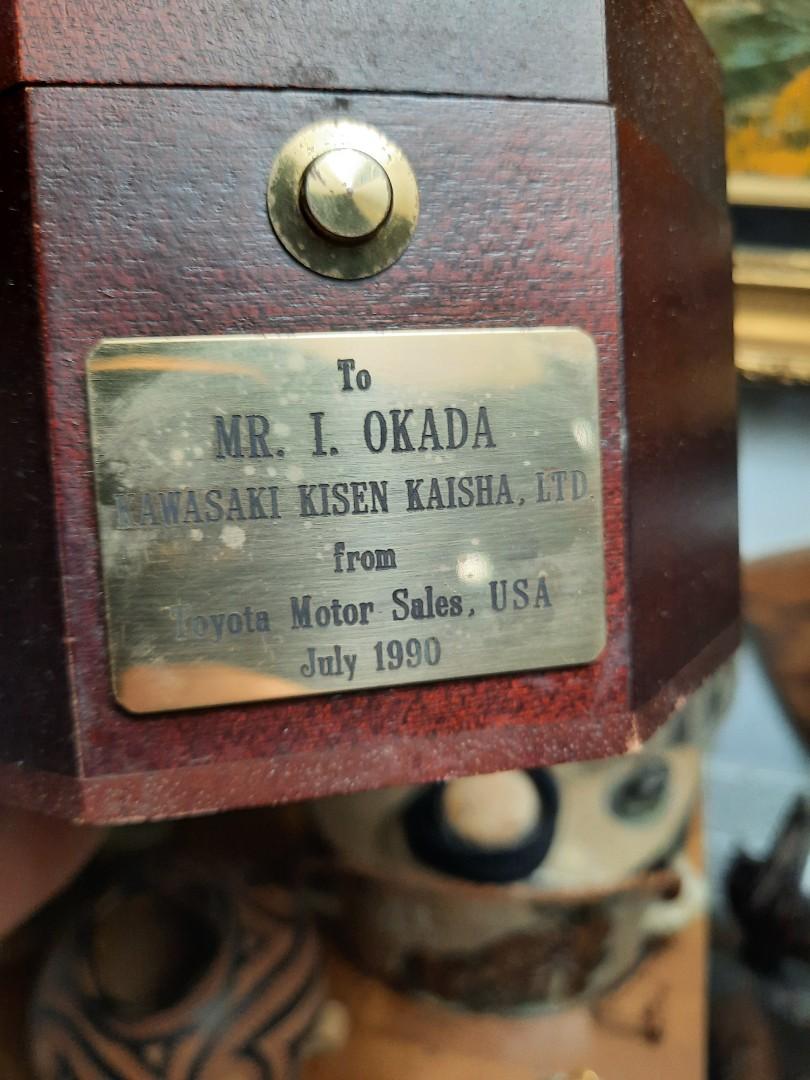 To
MR. I. OKADA
KAWASAKI KISEN KAISHA, LTD.
from
Toyota Motor Sales, USA
July 1990